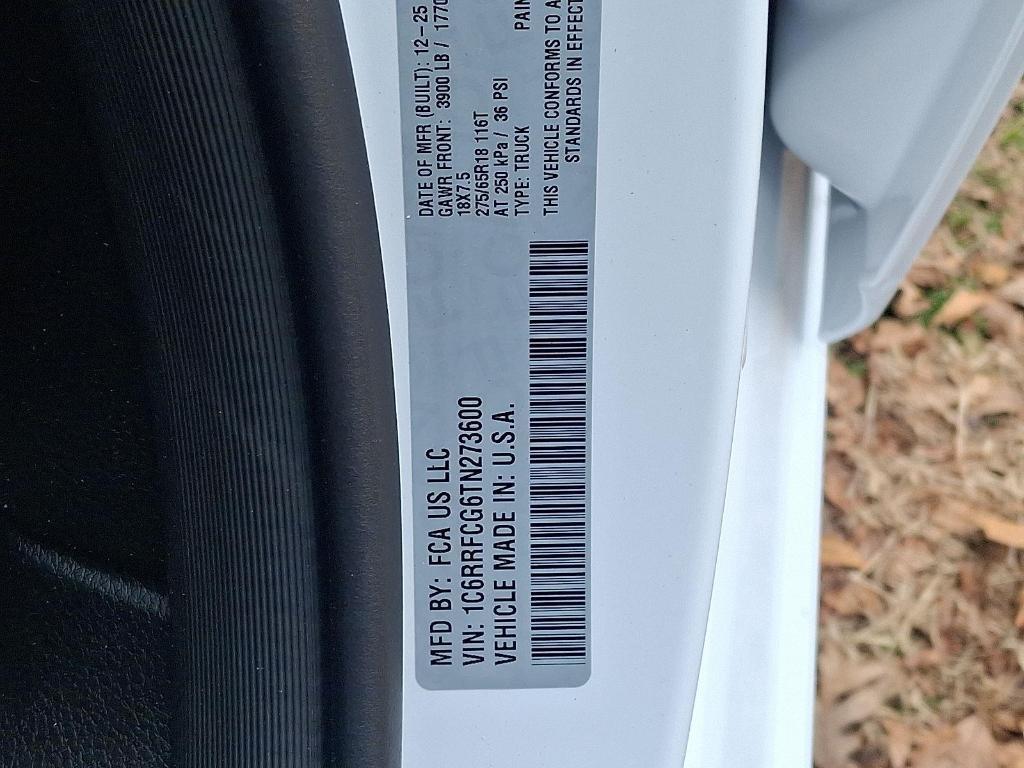 MFD BY: FCA US LLC
VIN: 1C6RRFCG6TN273600
VEHICLE MADE IN: U.S.A.
DATE OF MFR (BUILT): 12-25
GAWR FRONT: 3900 LB / 1770
18X7.5
275/65R18 116T
AT 250 kPa / 36 PSI
TYPE: TRUCK
THIS VEHICLE CONFORMS TO A
STANDARDS IN EFFECT